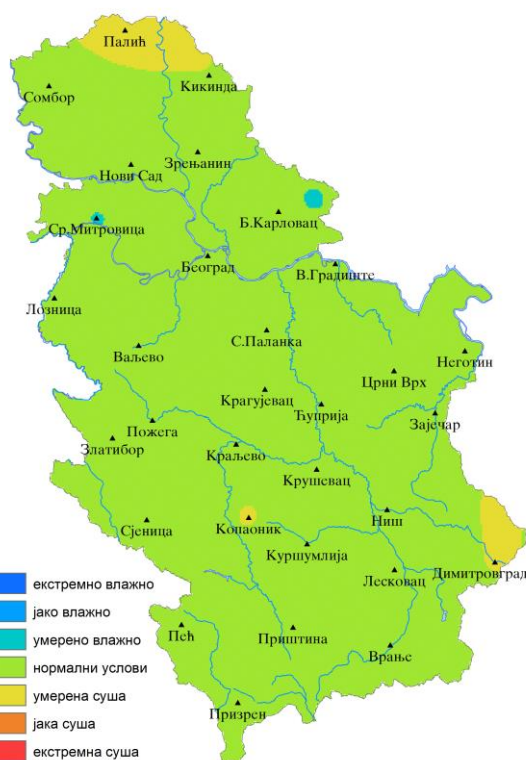 Палић
Сомбор
Кикинда
Зрењанин
Нови Сад
Б.Карловац
Ср.Митровица
Београд
В.Градиште
Лозница
С.Паланка
Ваљево
Неготин
Црни Врх
Крагујевац
Ћуприја
Зајечар
Пожега
Златибор
Краљево
Крушевац
Копаоник
Ниш
Сјеница
Куршумлија
Димитровград
Лесковац
Пећ
Приштина
Врање
Призрен
екстремно влажно
јако влажно
умерено влажно
нормални услови
умерена суша
јака суша
екстремна суша